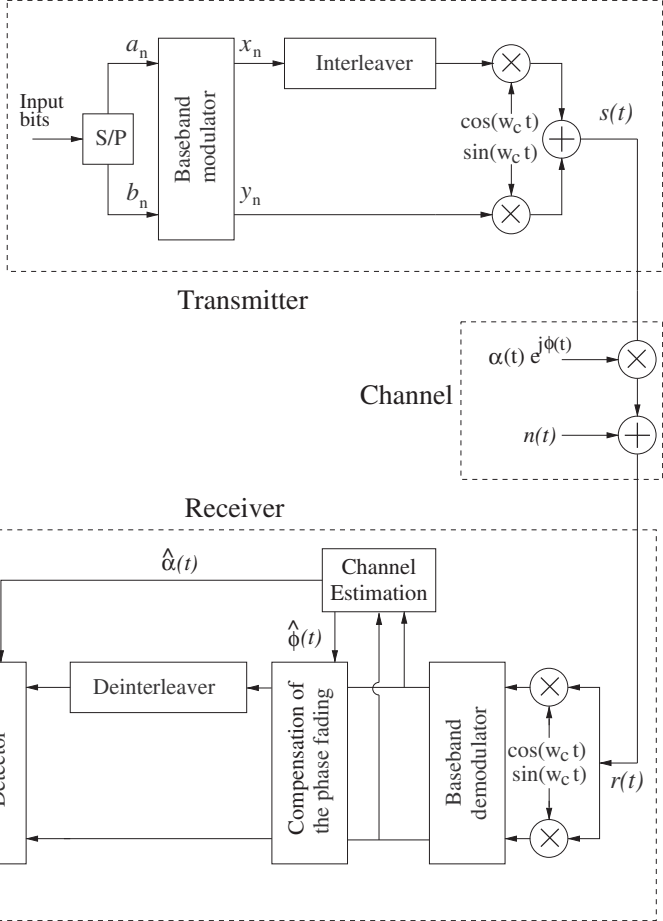 a_n
x_n
Interleaver
Input
bits
S/P
Baseband
modulator
cos(w_c t)
sin(w_c t)
s(t)
b_n
y_n
Transmitter
α(t) e^jϕ(t)
Channel
n(t)
Receiver
α̂(t)
Channel
Estimation
ϕ̂(t)
Deinterleaver
Compensation of
the phase fading
Baseband
demodulator
cos(w_c t)
sin(w_c t)
r(t)